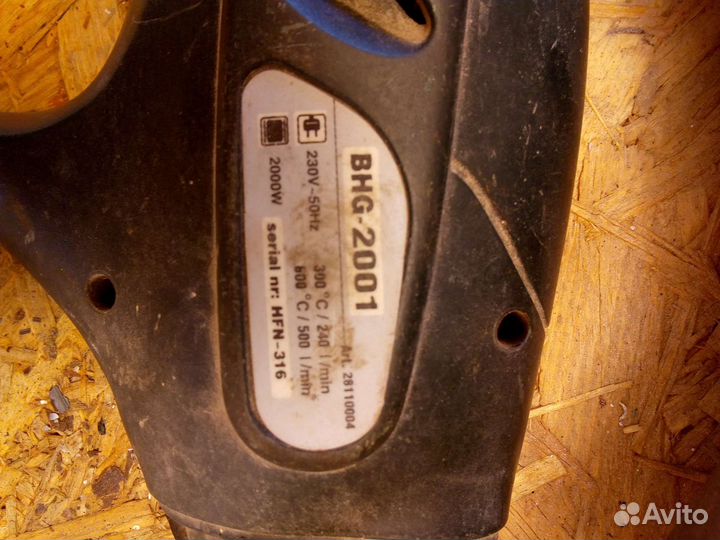 BHG-2001
Art. 28110004
230V~50Hz
300 °C / 240 l/min
2000W
600 °C / 500 l/min
serial nr: HFN-316
Avito